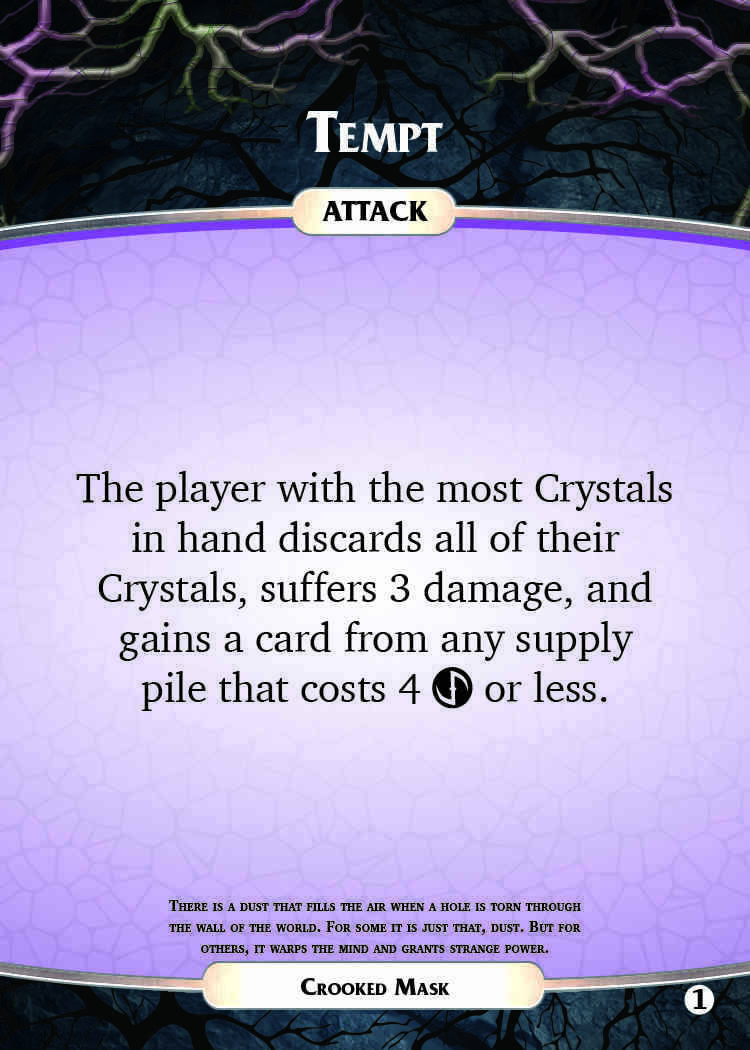 Tempt
ATTACK
The player with the most Crystals
in hand discards all of their
Crystals, suffers 3 damage, and
gains a card from any supply
pile that costs 4 or less.
There is a dust that fills the air when a hole is torn through
the wall of the world. For some it is just that, dust. But for
others, it warps the mind and grants strange power.
Crooked Mask
1